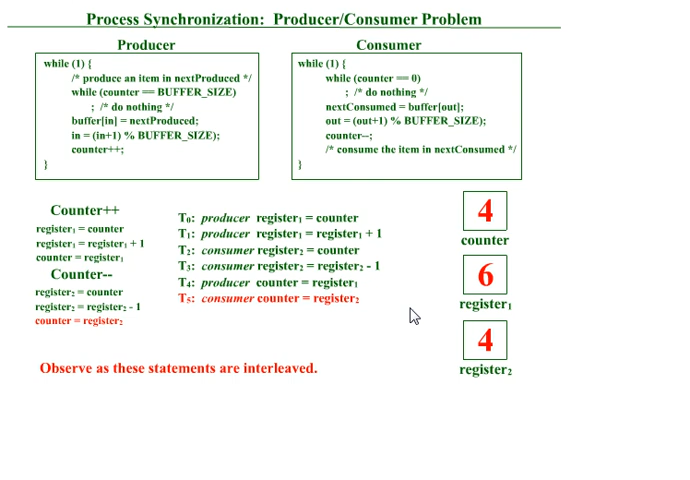 Process Synchronization: Producer/Consumer Problem
Producer
while (1) {
/* produce an item in nextProduced */
while (counter == BUFFER_SIZE)
; /* do nothing */
buffer[in] = nextProduced;
in = (in+1) % BUFFER_SIZE);
counter++;
}
Consumer
while (1) {
while (counter == 0)
; /* do nothing */
nextConsumed = buffer[out];
out = (out+1) % BUFFER_SIZE);
counter--;
/* consume the item in nextConsumed */
}
Counter++
register₁ = counter
register₁ = register₁ + 1
counter = register₁
Counter--
register₂ = counter
register₂ = register₂ - 1
counter = register₂
T₀: producer register₁ = counter
T₁: producer register₁ = register₁ + 1
T₂: consumer register₂ = counter
T₃: consumer register₂ = register₂ - 1
T₄: producer counter = register₁
T₅: consumer counter = register₂
4
counter
6
register₁
4
register₂
Observe as these statements are interleaved.